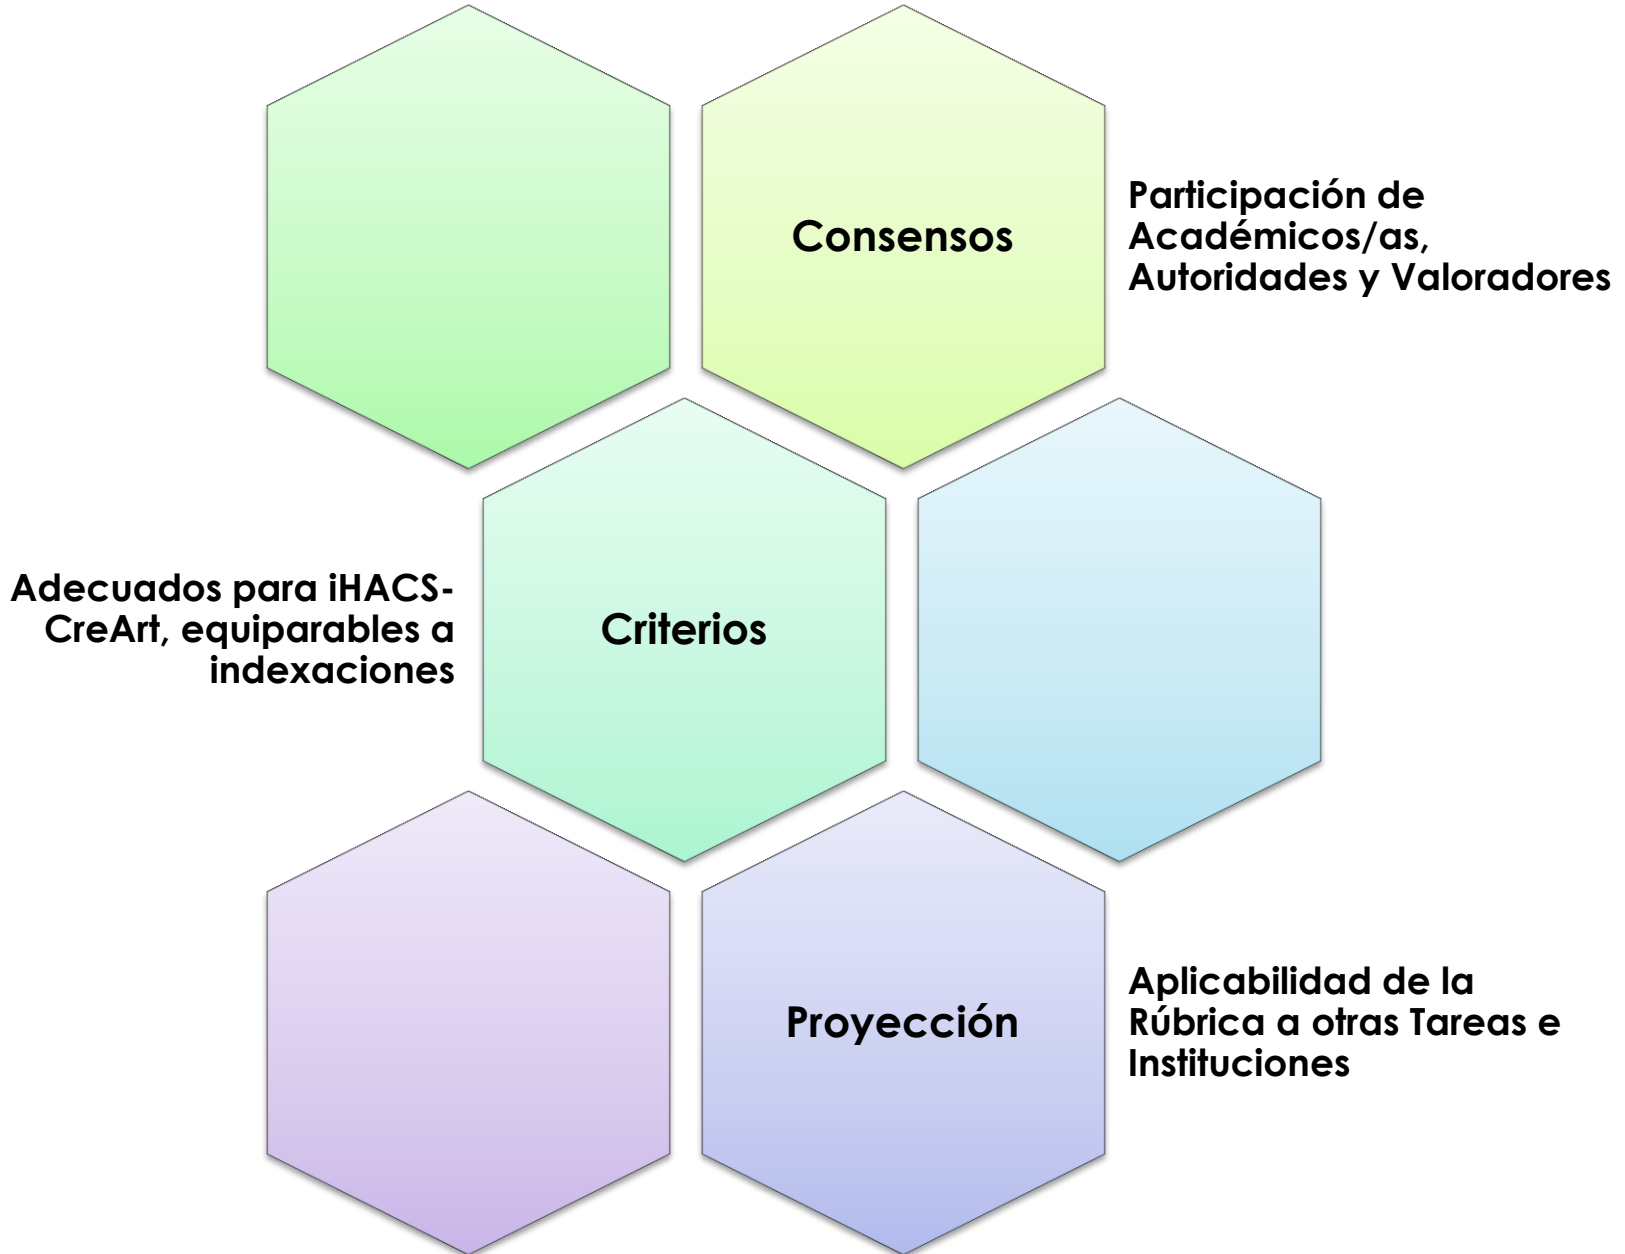 Consensos
Participación de
Académicos/as,
Autoridades y Valoradores
Adecuados para iHACS-
CreArt, equiparables a
indexaciones
Criterios
Proyección
Aplicabilidad de la
Rúbrica a otras Tareas e
Instituciones